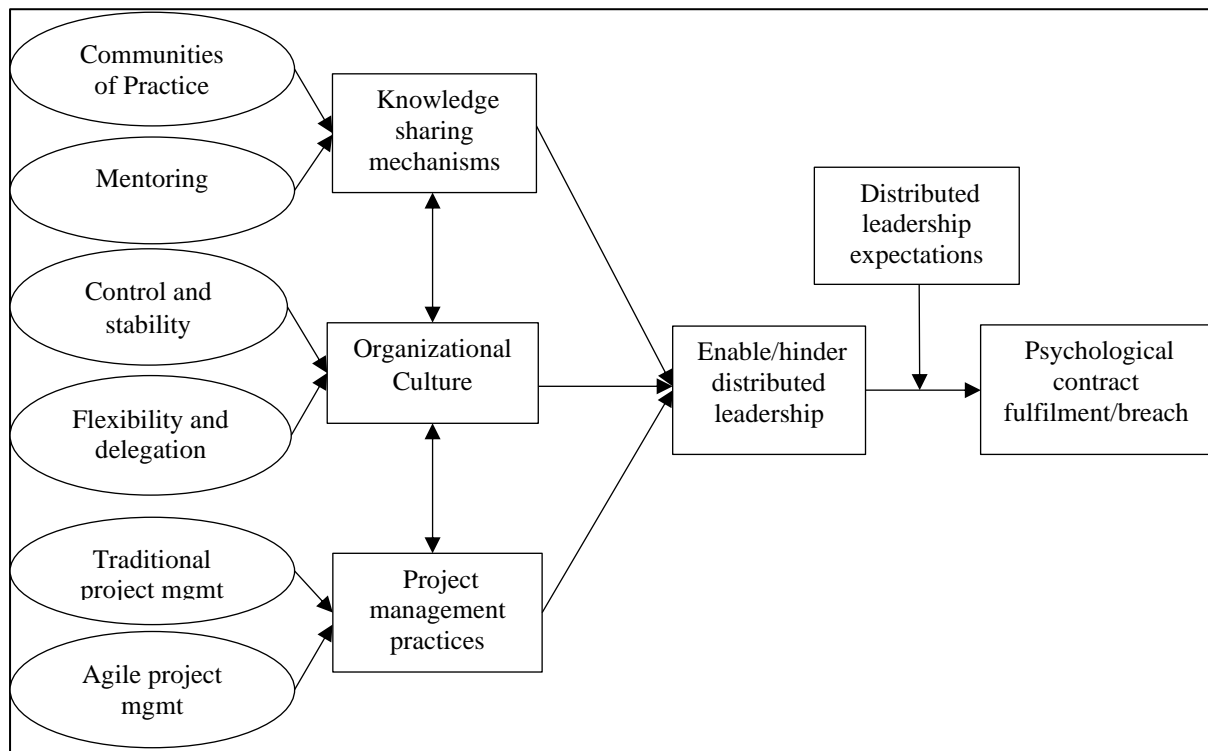 Communities
of Practice
Mentoring
Control and
stability
Flexibility and
delegation
Traditional
project mgmt
Agile project
mgmt
Knowledge
sharing
mechanisms
Organizational
Culture
Project
management
practices
Enable/hinder
distributed
leadership
Distributed
leadership
expectations
Psychological
contract
fulfilment/breach